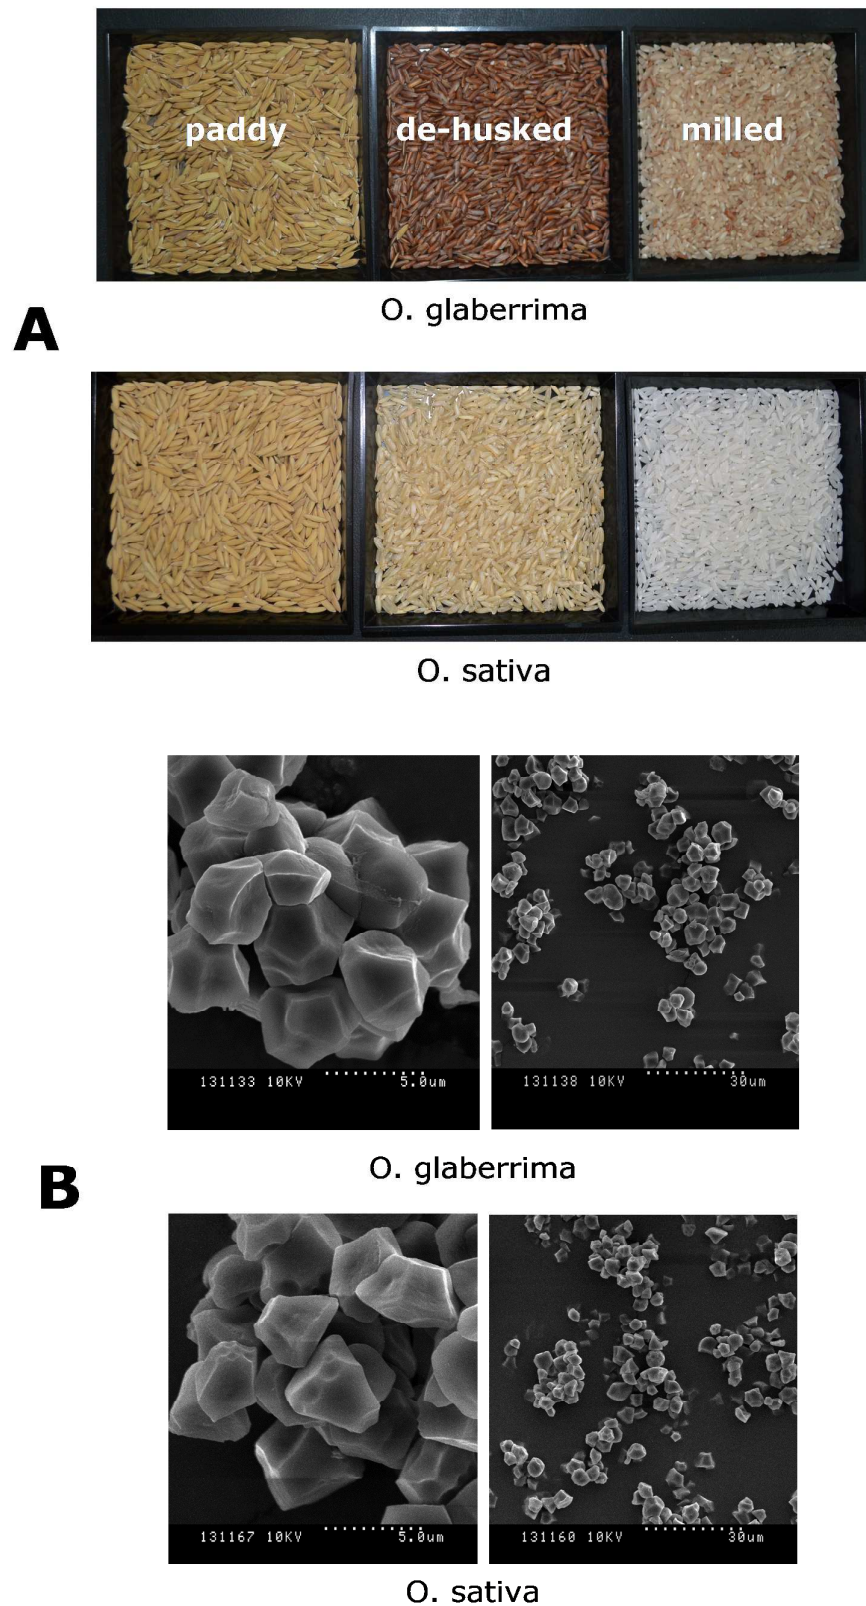 paddy de-husked milled
O. glaberrima
A
O. sativa
131133 10KV 5.0um
131138 10KV 30um
O. glaberrima
B
131167 10KV 5.0um
131160 10KV 30um
O. sativa